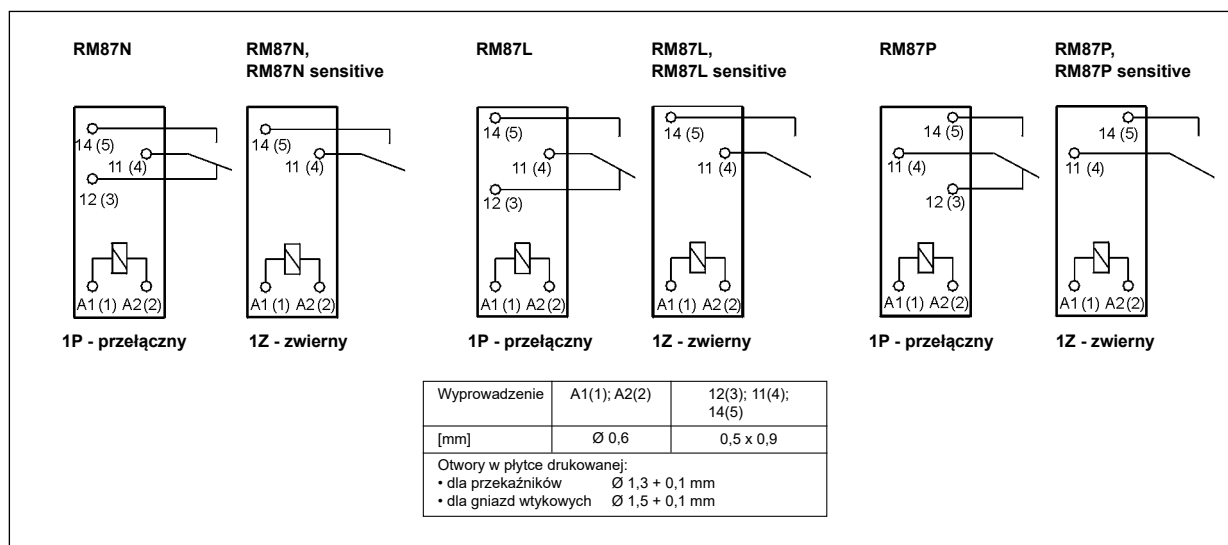 RM87N
RM87N,
RM87N sensitive
RM87L
RM87L,
RM87L sensitive
RM87P
RM87P,
RM87P sensitive
14 (5)
11 (4)
12 (3)
A1 (1) A2 (2)
1P - przełączny
14 (5)
11 (4)
A1 (1) A2 (2)
1Z - zwierny
14 (5)
11 (4)
12 (3)
A1 (1) A2 (2)
1P - przełączny
14 (5)
11 (4)
A1 (1) A2 (2)
1Z - zwierny
14 (5)
11 (4)
12 (3)
A1 (1) A2 (2)
1P - przełączny
14 (5)
11 (4)
A1 (1) A2 (2)
1Z - zwierny
Wyprowadzenie A1(1); A2(2) 12(3); 11(4);
14(5)
[mm] Ø 0,6 0,5 x 0,9
Otwory w płytce drukowanej:
• dla przekaźników Ø 1,3 + 0,1 mm
• dla gniazd wtykowych Ø 1,5 + 0,1 mm